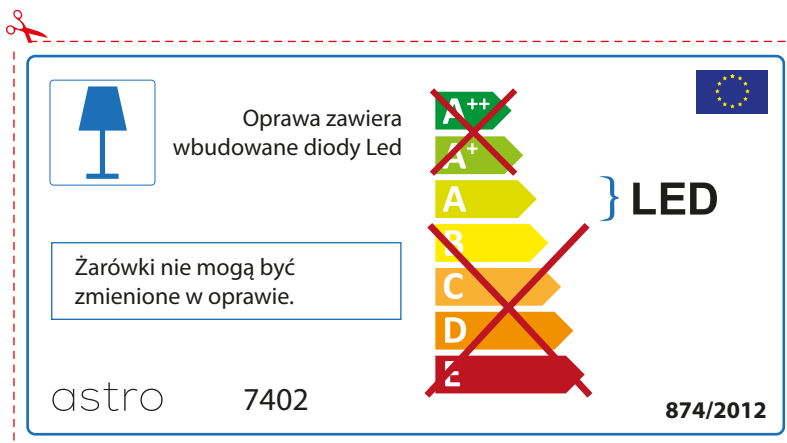 Oprawa zawiera
wbudowane diody Led
A++
A+
A
B
C
D
E
LED
Żarówki nie mogą być
zmienione w oprawie.
astro
7402
874/2012